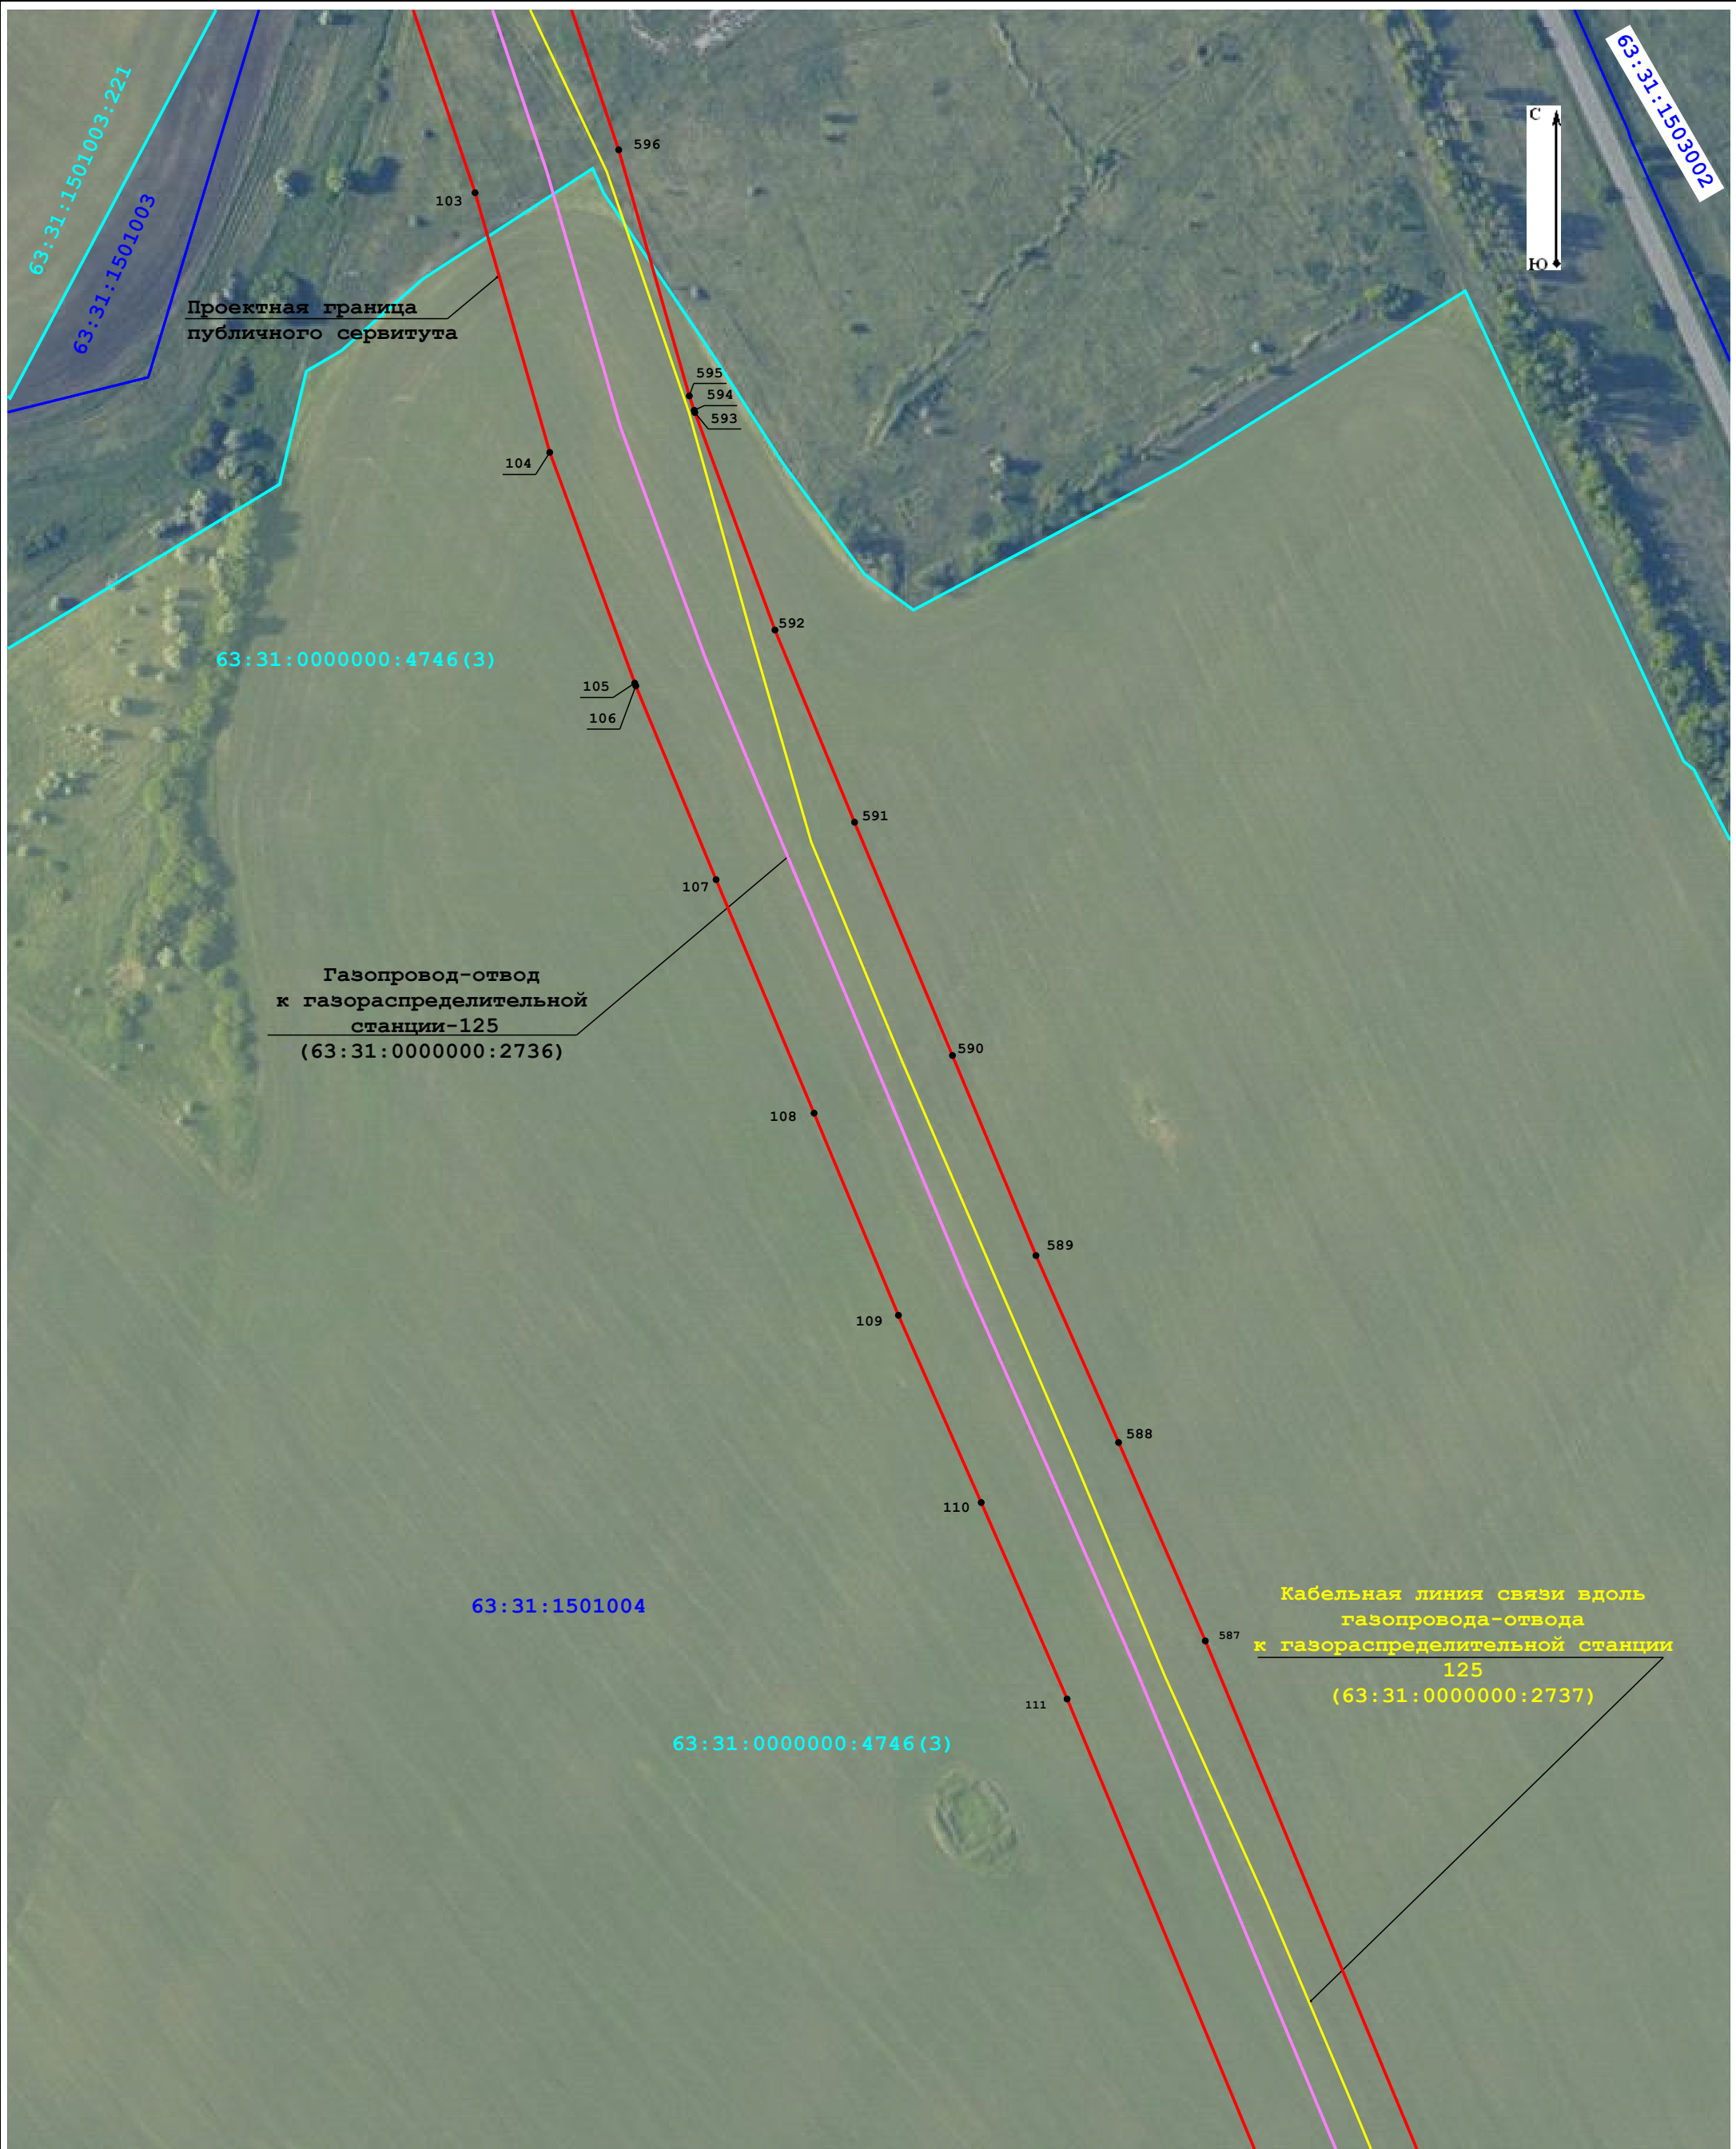 63:31:1501003:221
63:31:1501003
63:31:1503002
С
Ю
596
103
Проектная граница
публичного сервитута
595
594
593
104
592
63:31:0000000:4746(3)
105
106
591
107
Газопровод-отвод
к газораспределительной
станции-125
(63:31:0000000:2736)
590
108
589
109
588
110
63:31:1501004
Кабельная линия связи вдоль
газопровода-отвода
к газораспределительной станции
125
(63:31:0000000:2737)
587
111
63:31:0000000:4746(3)